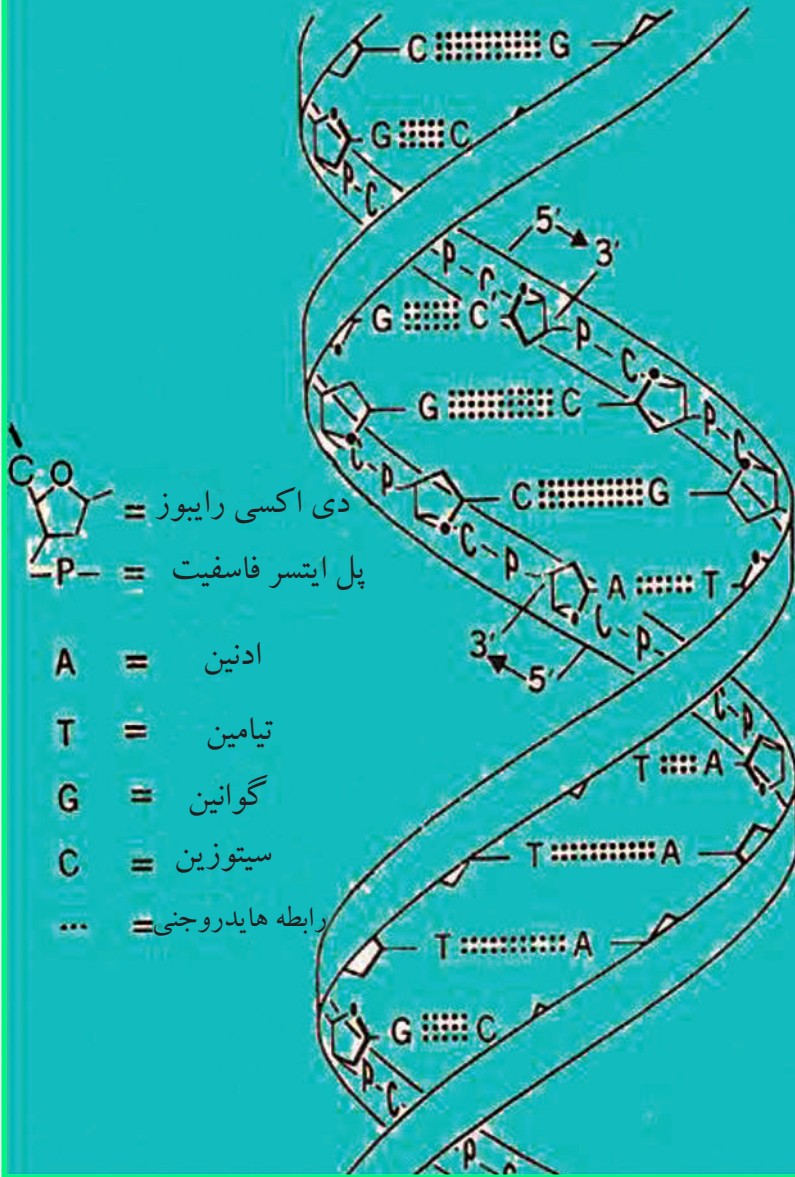 C G
G C
P-C
5' 3'
P-C
G C
P-C
G C
P-C
C-P
C G
C-P
A T
C-P
3' 5'
C-P
T A
T A
T A
G C
P-C
P
C O = دی اکسی رایبوز
-P- = پل ایتسر فاسفیت
A = ادنین
T = تیامین
G = گوانین
C = سیتوزین
... = رابطه هایدروجنی